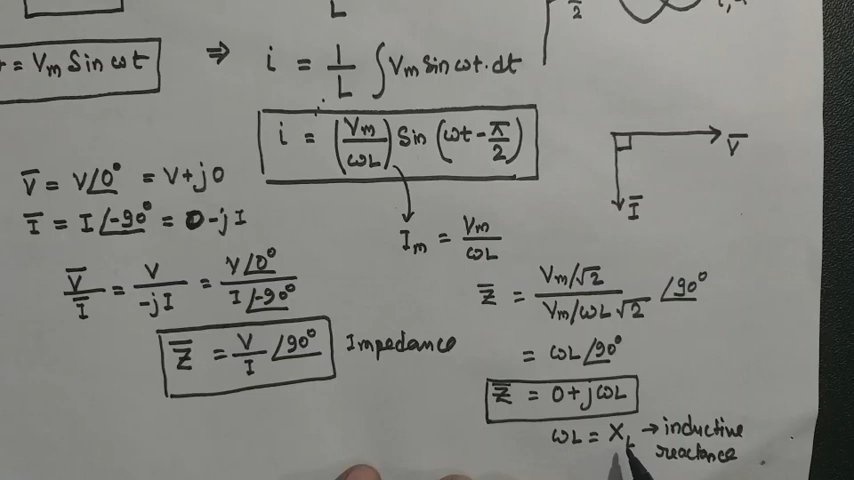 L
π/2
= Vm Sin ωt ⇒ i = 1/L ∫ Vm sin ωt · dt
i = (Vm/ωL) Sin (ωt - π/2)
V̅
I̅
V̅ = V∠0° = V+j0
I̅ = I∠-90° = 0-jI
Im = Vm/ωL
V̅/I̅ = V/-jI = V∠0°/I∠-90°
Z̅ = V/I ∠90° Impedance
Z̅ = Vm/√2 / Vm/ωL√2 ∠90°
= ωL∠90°
Z̅ = 0+jωL
ωL = XL → inductive
reactance